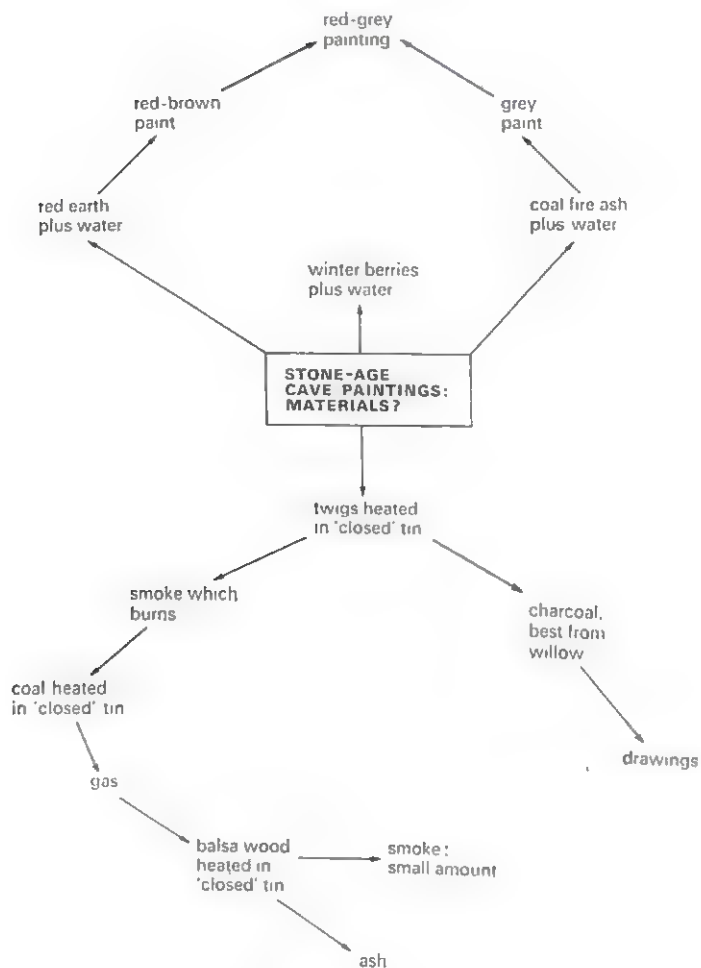 red-grey
painting
red-brown
paint
grey
paint
red earth
plus water
coal fire ash
plus water
winter berries
plus water
STONE-AGE
CAVE PAINTINGS:
MATERIALS?
twigs heated
in 'closed' tin
smoke which
burns
charcoal,
best from
willow
coal heated
in 'closed' tin
drawings
gas
balsa wood
heated in
'closed' tin
smoke:
small amount
ash